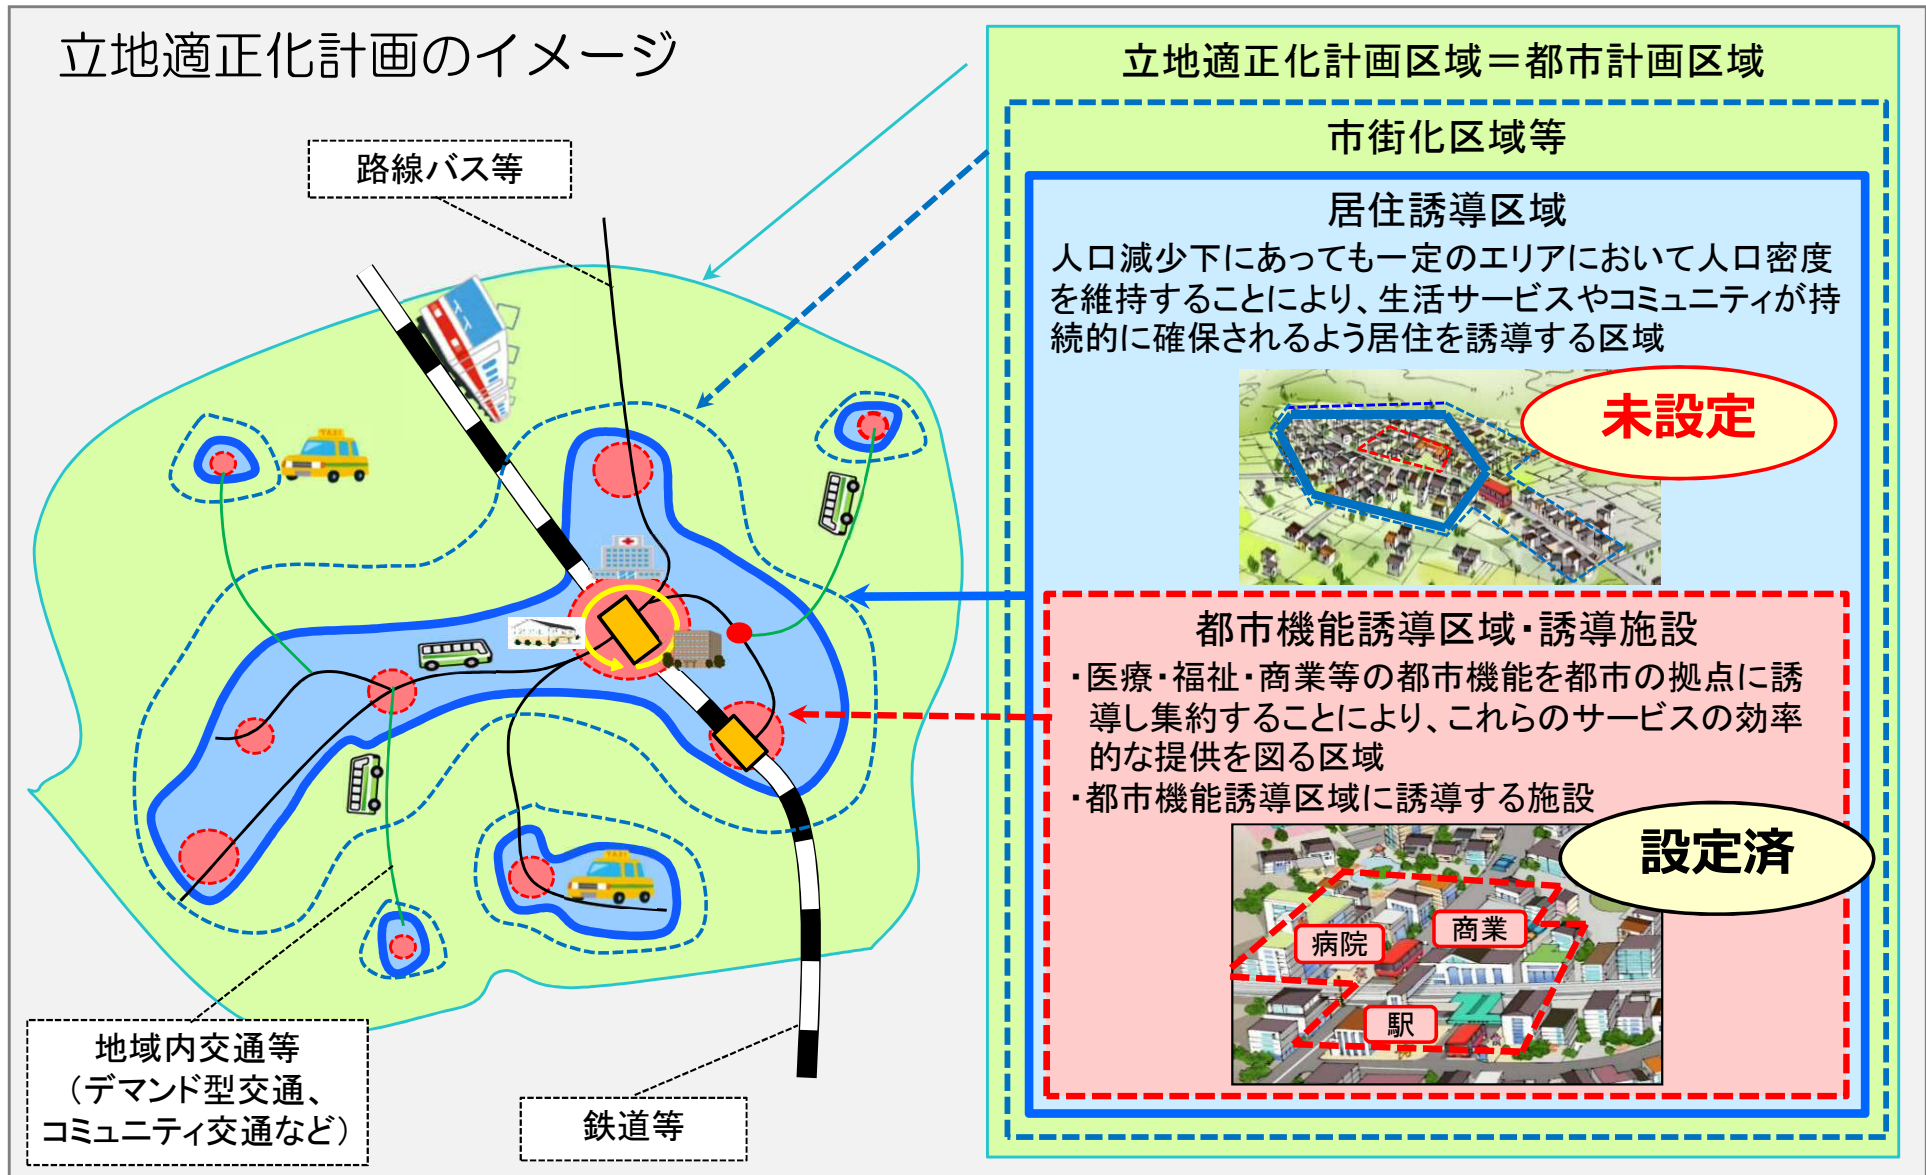 立地適正化計画のイメージ
立地適正化計画区域＝都市計画区域
市街化区域等
路線バス等
居住誘導区域
人口減少下にあっても一定のエリアにおいて人口密度
を維持することにより、生活サービスやコミュニティが持
続的に確保されるよう居住を誘導する区域
未設定
TAXI
都市機能誘導区域・誘導施設
・医療・福祉・商業等の都市機能を都市の拠点に誘
導し集約することにより、これらのサービスの効率
的な提供を図る区域
・都市機能誘導区域に誘導する施設
設定済
TAXI
商業
病院
駅
地域内交通等
（デマンド型交通、
コミュニティ交通など）
鉄道等